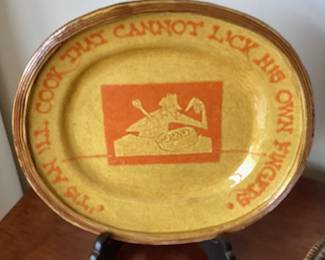 • 'TIS AN ILL COOK THAT CANNOT LICK HIS OWN FINGERS •